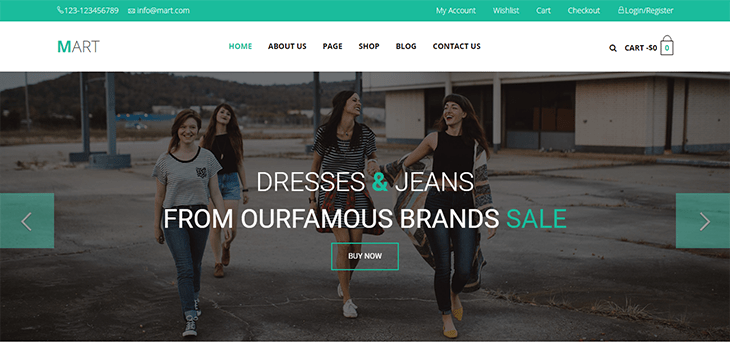 123-123456789 info@mart.com My Account Wishlist Cart Checkout Login/Register
MART HOME ABOUT US PAGE SHOP BLOG CONTACT US CART -$0 0
DRESSES & JEANS
FROM OURFAMOUS BRANDS SALE
BUY NOW